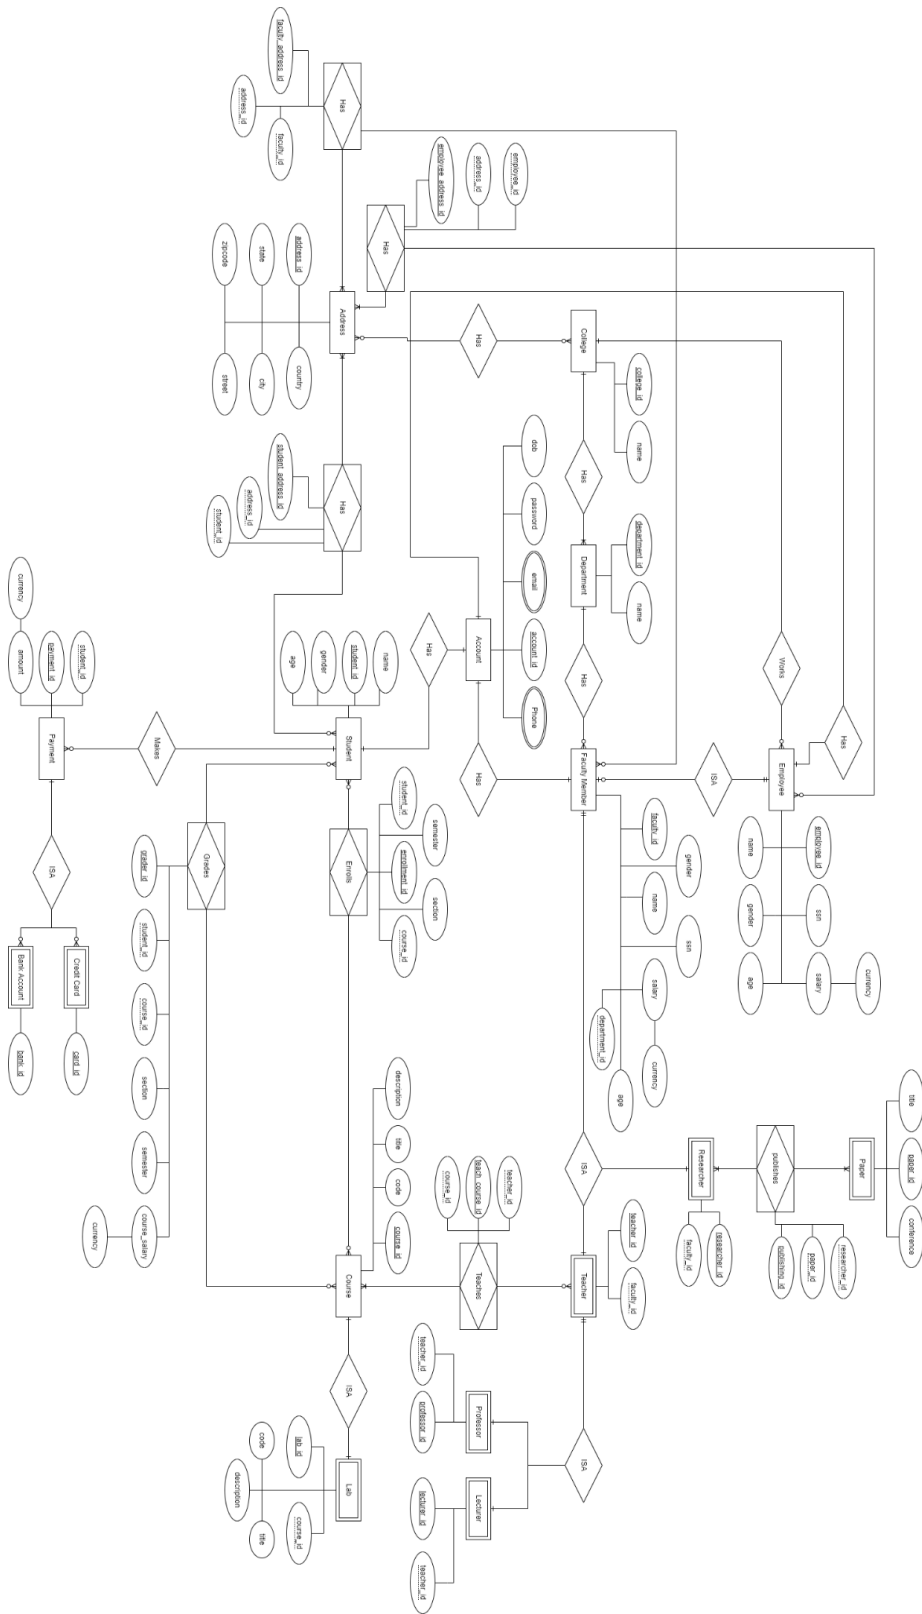 title
paper_id
conference
currency
Paper
Has
researcher_id
employee_id
ssn
salary
paper_id
Works
Employee
publishes
publishing_id
name
gender
age
researcher_id
ISA
Researcher
gender
ssn
faculty_id
faculty_id
salary
currency
college_id
name
department_id
name
name
teacher_id
faculty_id
age
department_id
College
Has
Department
Has
Faculty Member
ISA
Teacher
ISA
dob
password
email
account_id
Phone
employee_id
teacher_id
address_id
Has
Account
Has
teach_course_id
Teaches
Professor
Lecturer
employee_address_id
semester
section
course_id
Has
teacher_id
professor_id
lecturer_id
teacher_id
student_id
enrollment_id
course_id
description
title
code
course_id
Has
name
student_id
gender
age
Has
Address
Has
Student
Enrolls
Course
ISA
Lab
faculty_address_id
faculty_id
address_id
address_id
country
state
city
zipcode
street
student_address_id
address_id
student_id
lab_id
course_id
code
title
description
Grades
Makes
grader_id
student_id
course_id
section
semester
course_salary
currency
student_id
payment_id
amount
currency
Payment
ISA
Credit Card
card_id
Bank Account
bank_id